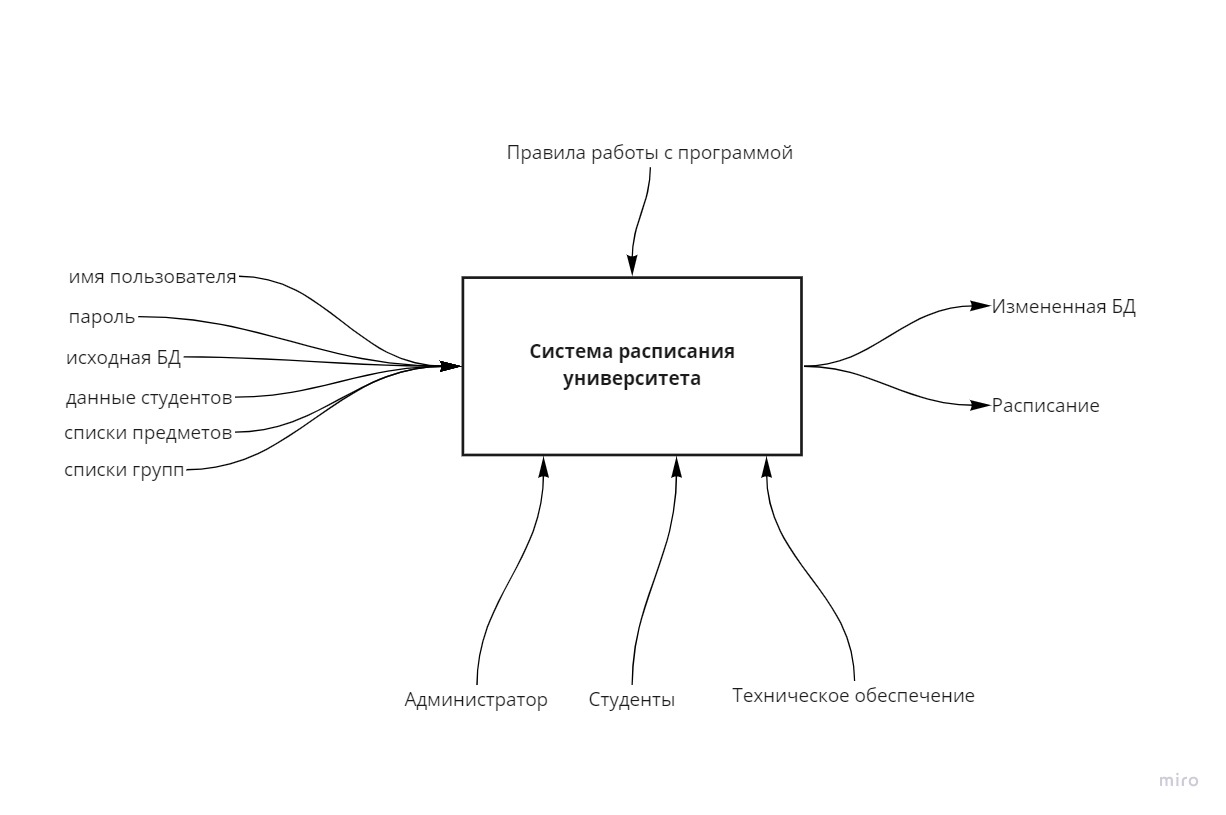 Правила работы с программой
имя пользователя
пароль
исходная БД
данные студентов
списки предметов
списки групп
Система расписания
университета
Измененная БД
Расписание
Администратор
Студенты
Техническое обеспечение
miro